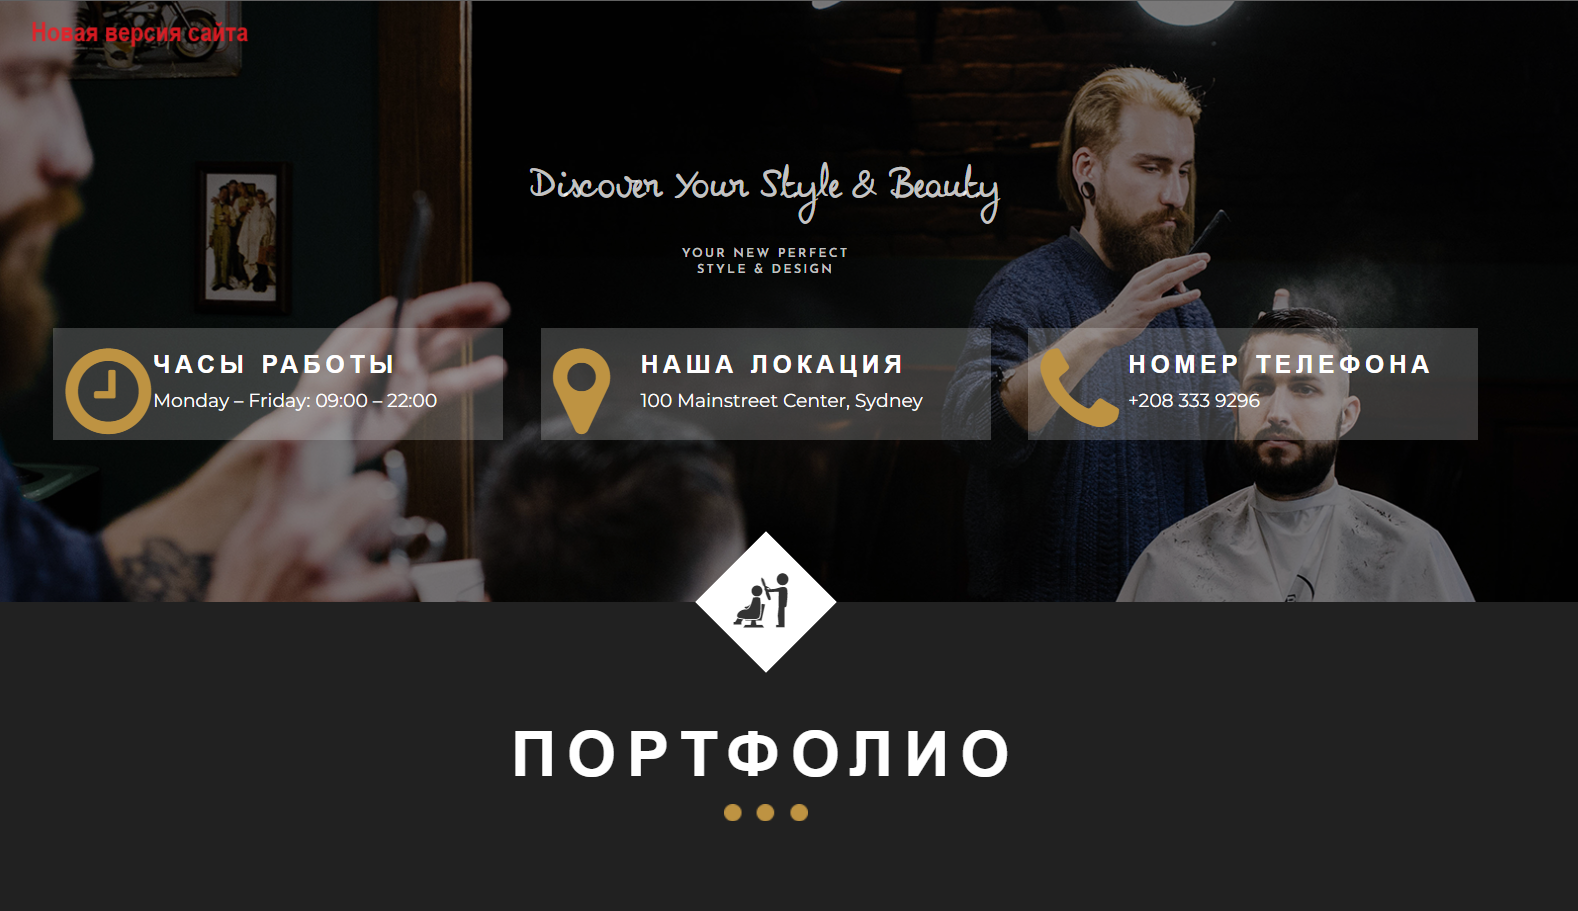 Новая версия сайта
Discover Your Style & Beauty
YOUR NEW PERFECT
STYLE & DESIGN
ЧАСЫ РАБОТЫ
Monday – Friday: 09:00 – 22:00
НАША ЛОКАЦИЯ
100 Mainstreet Center, Sydney
НОМЕР ТЕЛЕФОНА
+208 333 9296
ПОРТФОЛИО